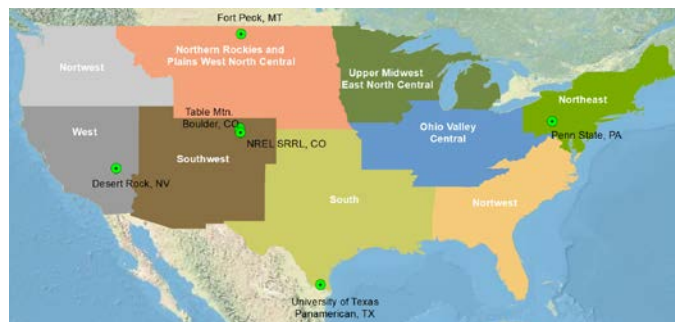 Fort Peck, MT
Nortwest
Northern Rockies and
Plains West North Central
Upper Midwest
East North Central
Northeast
Table Mtn.
Boulder, CO
West
Ohio Valley
Central
Penn State, PA
NREL SRRL, CO
Southwest
Desert Rock, NV
South
Nortwest
University of Texas
Panamerican, TX